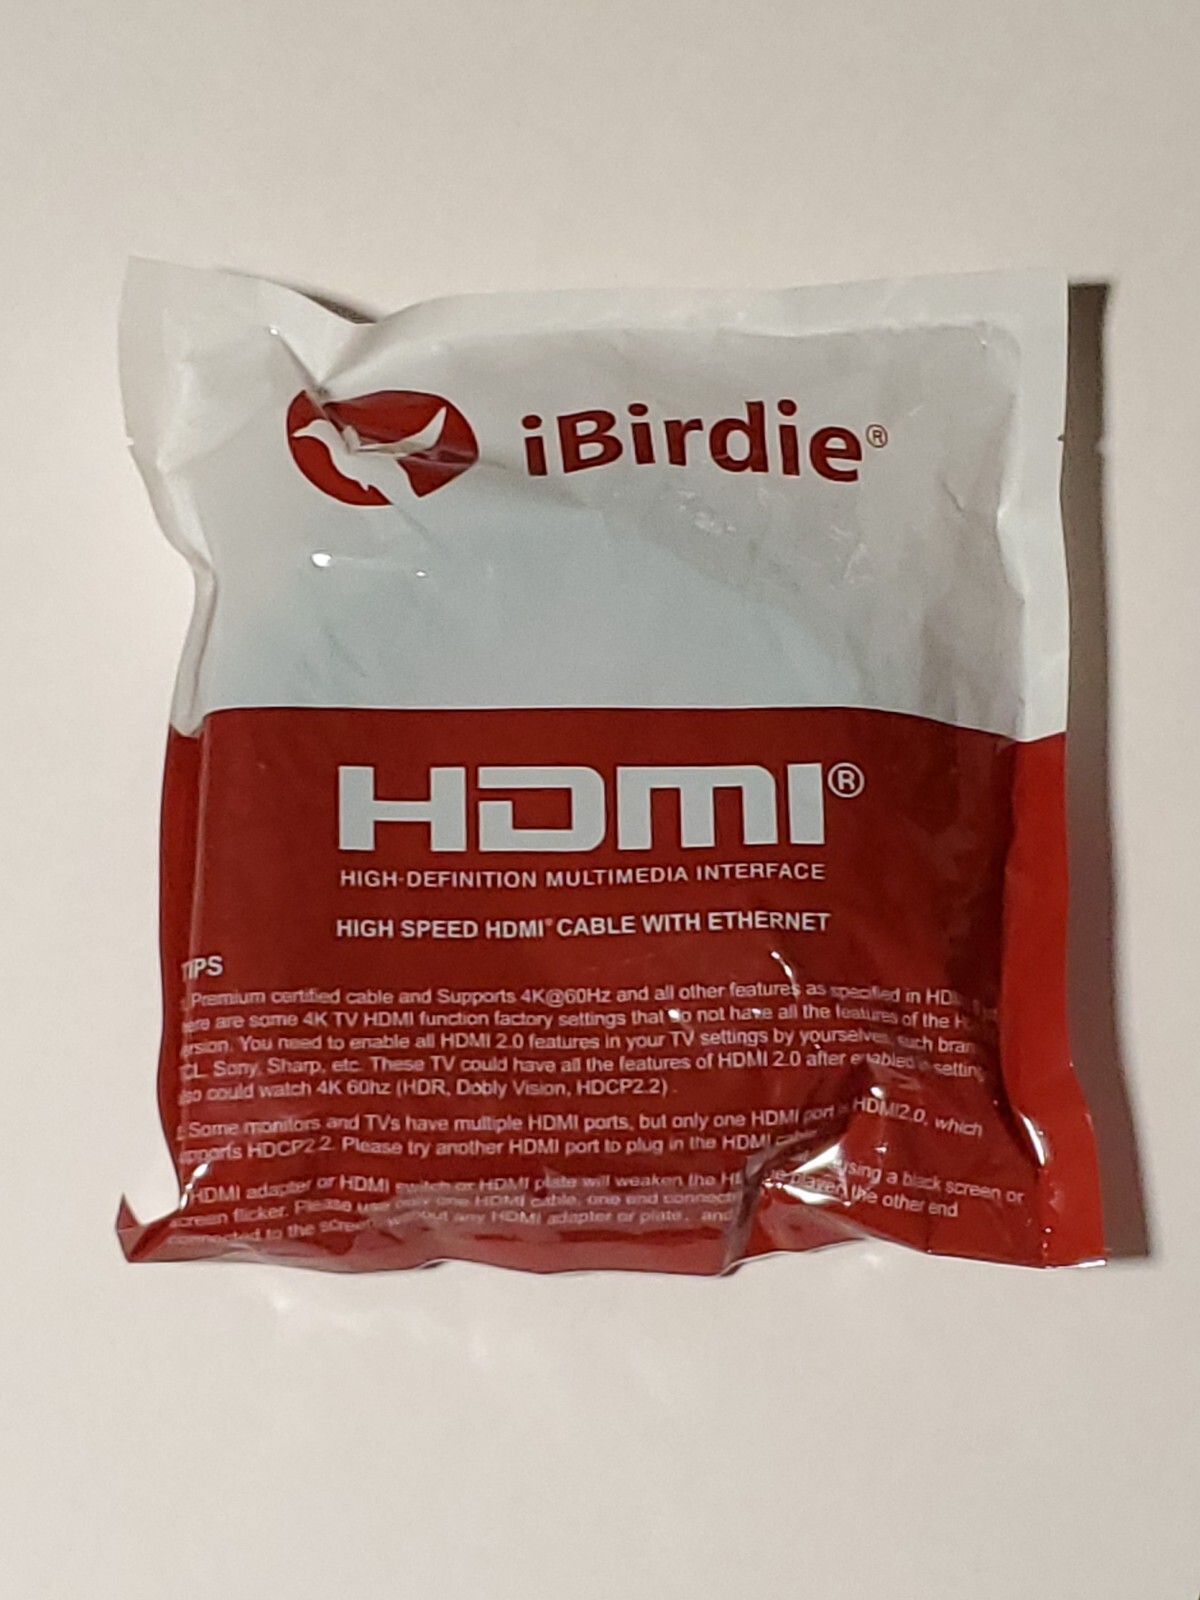 iBirdie®
HDMI®
HIGH-DEFINITION MULTIMEDIA INTERFACE
HIGH SPEED HDMI® CABLE WITH ETHERNET
TIPS
Premium certified cable and Supports 4K@60Hz and all other features as specified in
are some 4K TV HDMI function factory settings that do not have all the features of the
You need to enable all HDMI 2.0 features in your TV settings by yourselves, such
Sony, Sharp, etc. These TV could have all the features of HDMI 2.0 after enabled
could watch 4K 60hz (HDR, Dobly Vision, HDCP2.2) .
Some monitors and TVs have multiple HDMI ports, but only one HDMI port is HDMI2.0, which
HDCP2.2. Please try another HDMI port to plug in the HDMI
HDMI adapter or HDMI switch or HDMI plate will weaken the using a black screen or
screen flicker. Please use only one HDMI cable, one end the other end
connected to the screen without any HDMI adapter or plate, and